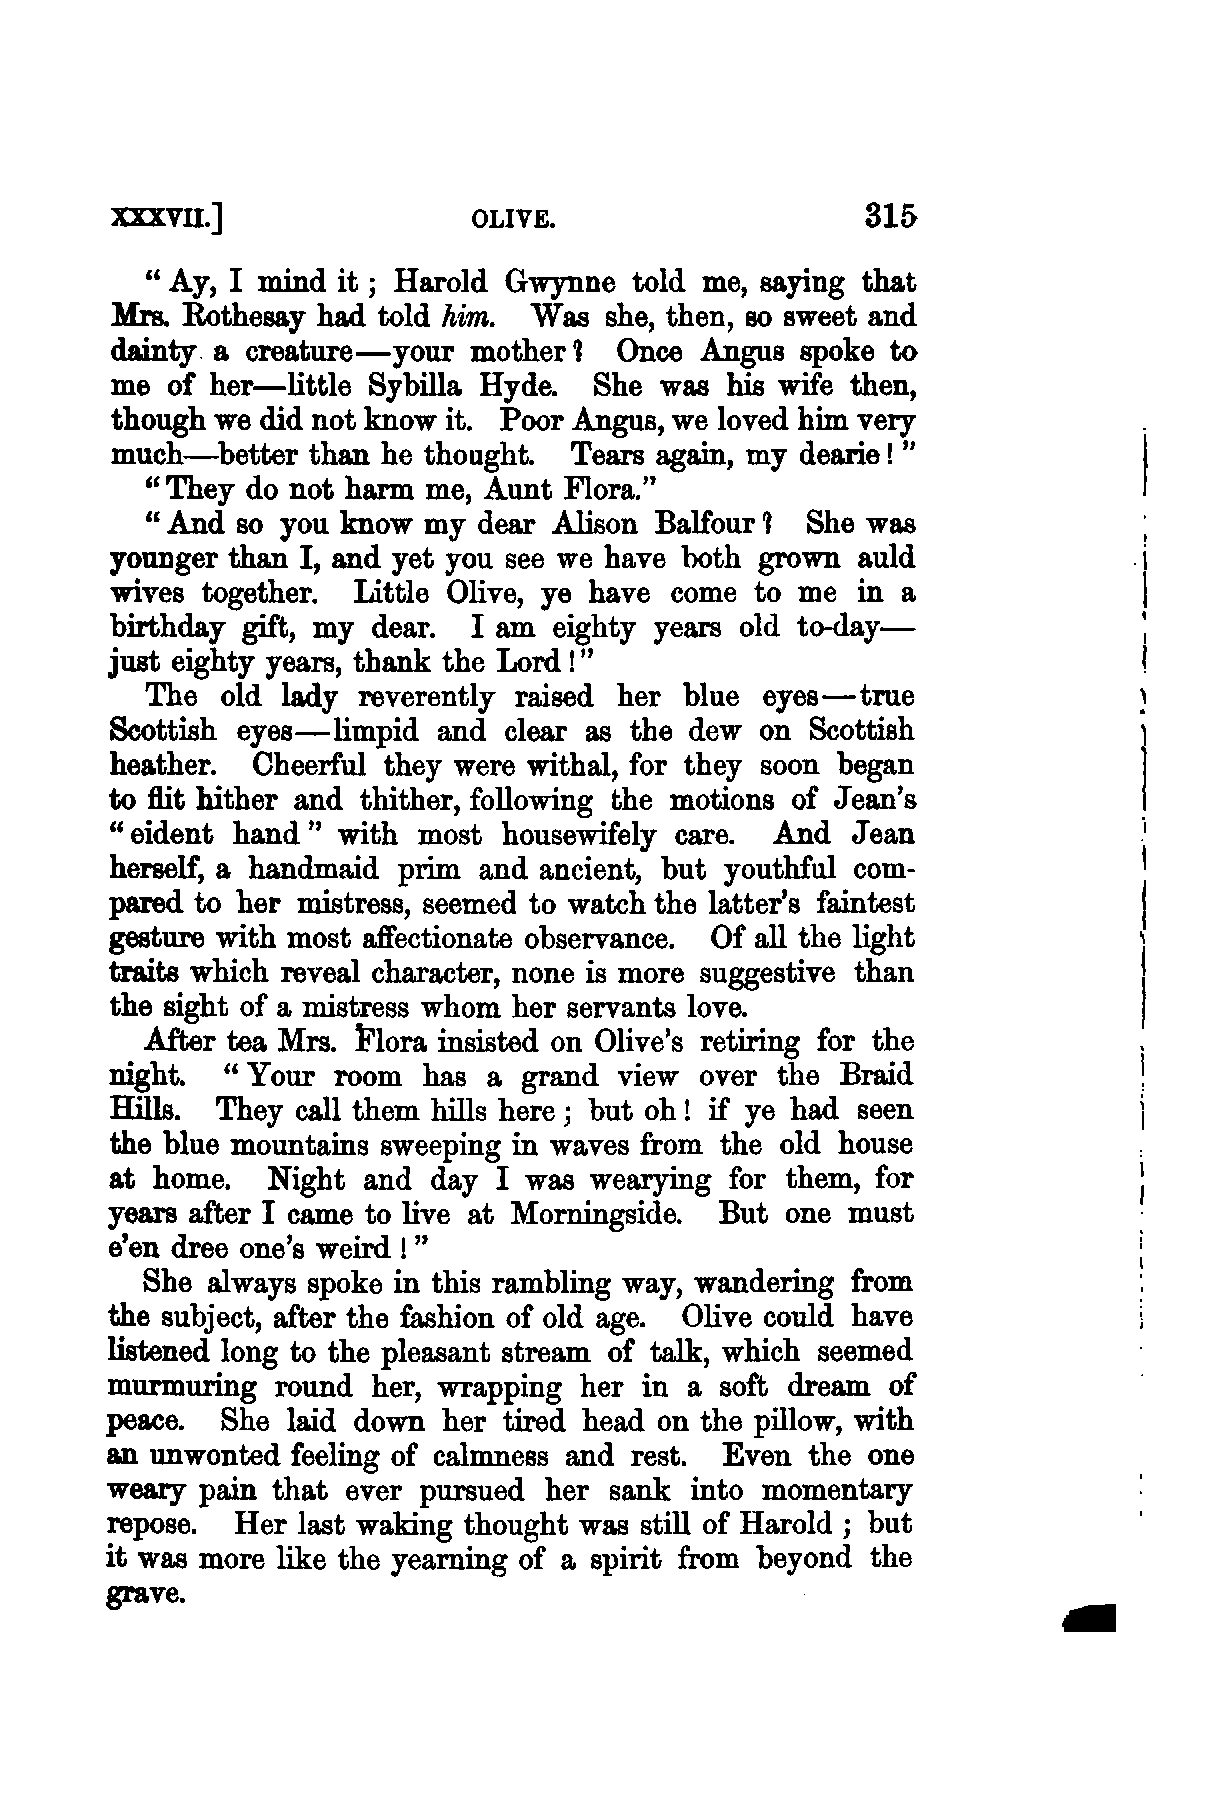 XXXVII.] OLIVE. 315
" Ay, I mind it ; Harold Gwynne told me, saying that
Mrs. Rothesay had told him. Was she, then, so sweet and
dainty a creature—your mother? Once Angus spoke to
me of her—little Sybilla Hyde. She was his wife then,
though we did not know it. Poor Angus, we loved him very
much—better than he thought. Tears again, my dearie ! "
" They do not harm me, Aunt Flora."
" And so you know my dear Alison Balfour? She was
younger than I, and yet you see we have both grown auld
wives together. Little Olive, ye have come to me in a
birthday gift, my dear. I am eighty years old to-day—
just eighty years, thank the Lord !"
The old lady reverently raised her blue eyes—true
Scottish eyes—limpid and clear as the dew on Scottish
heather. Cheerful they were withal, for they soon began
to flit hither and thither, following the motions of Jean's
" eident hand " with most housewifely care. And Jean
herself, a handmaid prim and ancient, but youthful com-
pared to her mistress, seemed to watch the latter's faintest
gesture with most affectionate observance. Of all the light
traits which reveal character, none is more suggestive than
the sight of a mistress whom her servants love.
After tea Mrs. Flora insisted on Olive's retiring for the
night. " Your room has a grand view over the Braid
Hills. They call them hills here ; but oh ! if ye had seen
the blue mountains sweeping in waves from the old house
at home. Night and day I was wearying for them, for
years after I came to live at Morningside. But one must
e'en dree one's weird ! "
She always spoke in this rambling way, wandering from
the subject, after the fashion of old age. Olive could have
listened long to the pleasant stream of talk, which seemed
murmuring round her, wrapping her in a soft dream of
peace. She laid down her tired head on the pillow, with
an unwonted feeling of calmness and rest. Even the one
weary pain that ever pursued her sank into momentary
repose. Her last waking thought was still of Harold ; but
it was more like the yearning of a spirit from beyond the
grave.